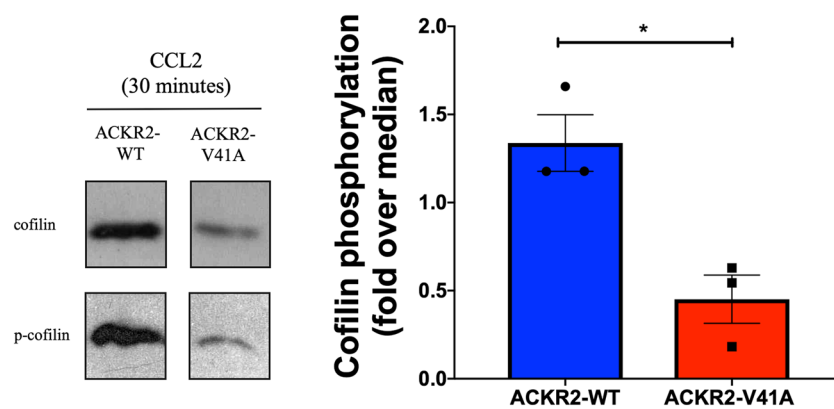 CCL2
(30 minutes)
ACKR2-
WT
ACKR2-
V41A
cofilin
p-cofilin
Cofilin phosphorylation
(fold over median)
2.0
1.5
1.0
0.5
0.0
*
ACKR2-WT
ACKR2-V41A